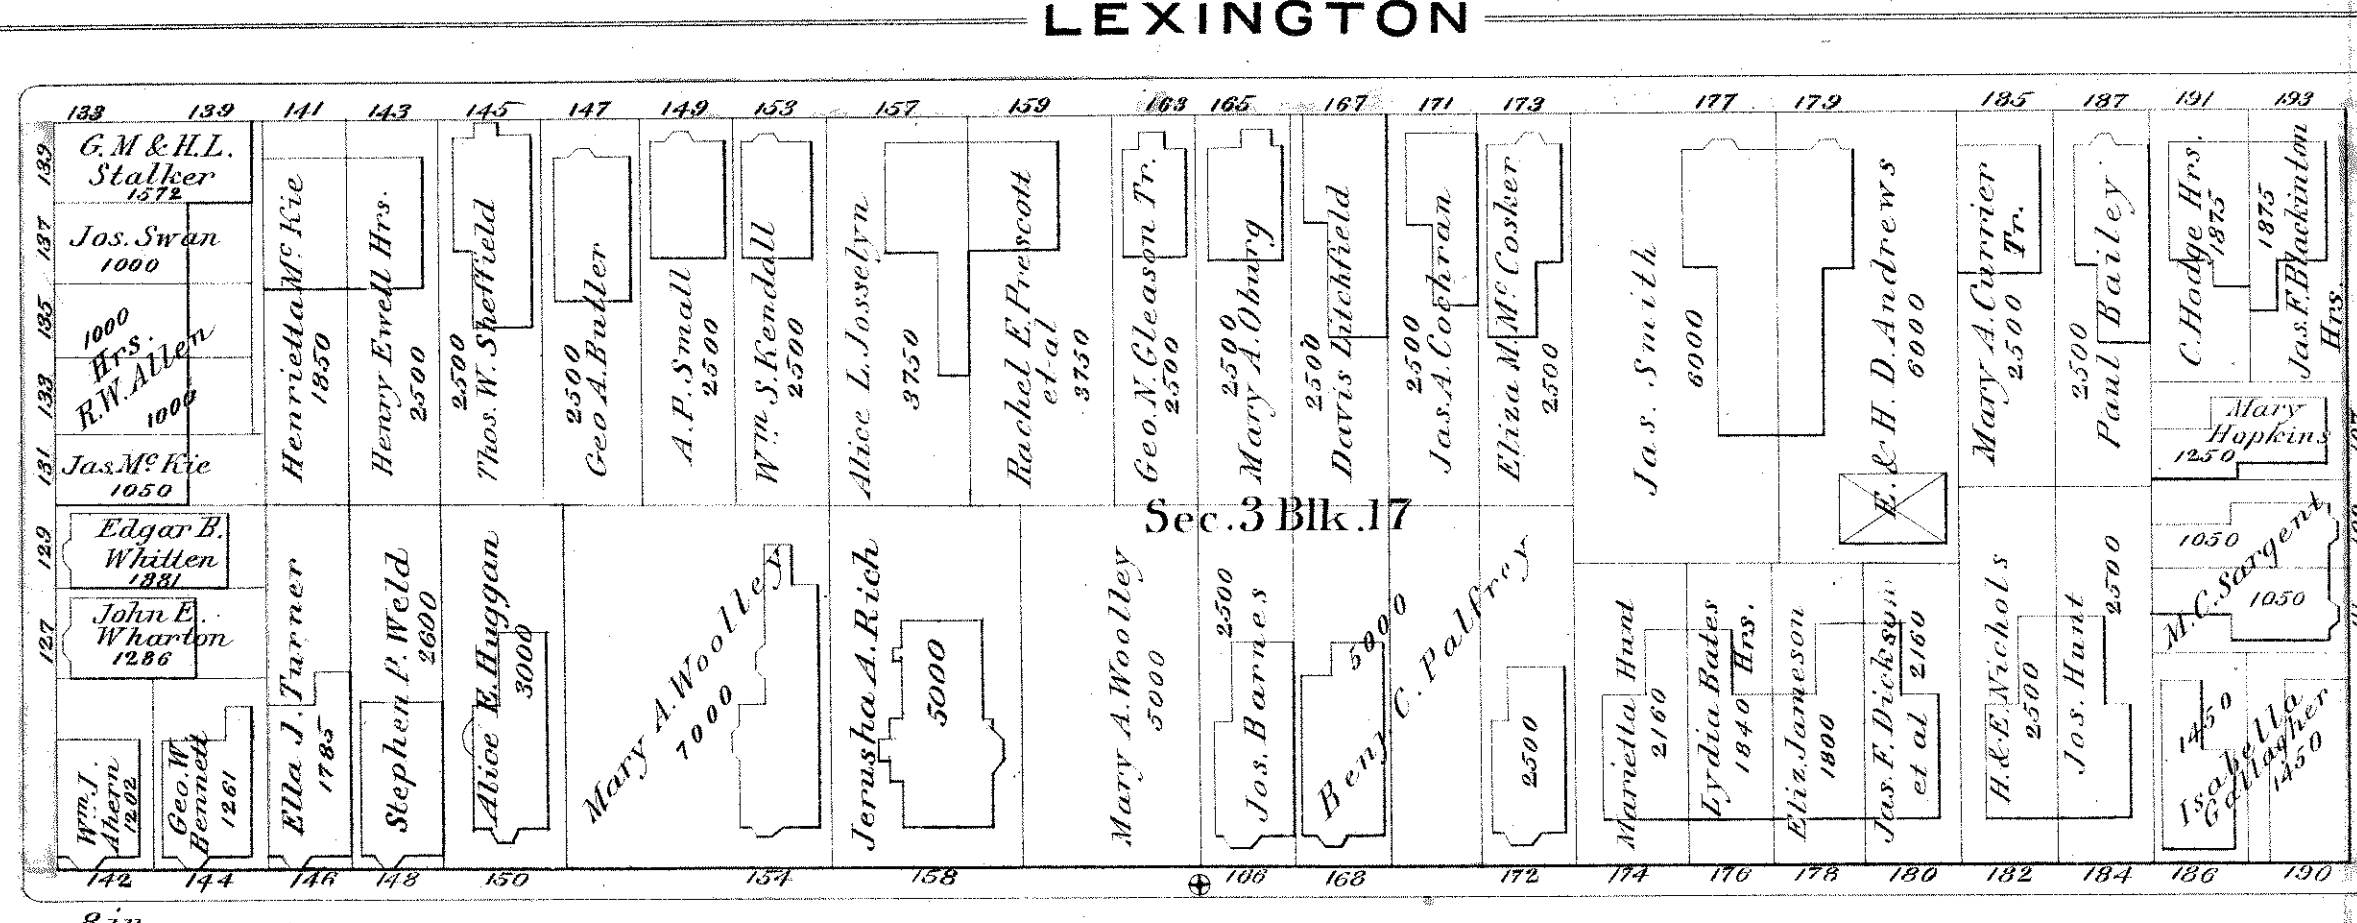 LEXINGTON
133 139 141 143 145 147 149 153 157 159 163 165 167 171 173 177 179 185 187 191 193
139
G. M & H. L.
Stalker
1572
137
Jos. Swan
1000
135
1000
Hrs.
R. W. Allen
1000
133
131
Jas. Mc Kie
1050
Henrietta Mc Kie
1850
Henry Ewell Hrs.
2500
2500
Thos. W. Sheffield
2500
Geo A. Butler
A. P. Small
2500
Wm. S. Kendall
2500
Alice L. Josselyn
3750
Rachel E. Prescott
et-al
3750
Geo. N. Gleason Tr.
2500
2500
Mary A. Oburg
2500
Davis Litchfield
2500
Jas. A. Cochran
Eliza M. Mc Cosker
2500
Jas. Smith
6000
E. & H. D. Andrews
6000
Mary A. Currier
Tr.
2500
2500
Paul Bailey
C. Hodge Hrs.
1875
1875
Jas. F. Blackinton
Hrs.
Mary
Hopkins
1250
107
Sec. 3 Blk. 17
129
Edgar B.
Whitten
1881
127
John E.
Wharton
1286
Wm. J.
Ahern
1202
Geo. W.
Bennett
1261
Ella J. Turner
1785
Stephen P. Weld
2600
Alice E. Huggan
3000
Mary A. Woolley
7000
Jerusha A. Rich
5000
Mary A. Woolley
5000
2500
Jos. Barnes
Benj. C. Palfrey
5000
2500
Marietta Hunt
2160
Lydia Bates
Hrs.
1840
Eliz. Jameson
1800
Jas. F. Dickson
et al 2160
H. & E. Nichols
2500
Jos. Hunt
2500
1050
M. C. Sargent
1050
1450
Isabella
Gallagher
1450
142 144 146 148 150 154 158 166 168 172 174 176 178 180 182 184 186 190